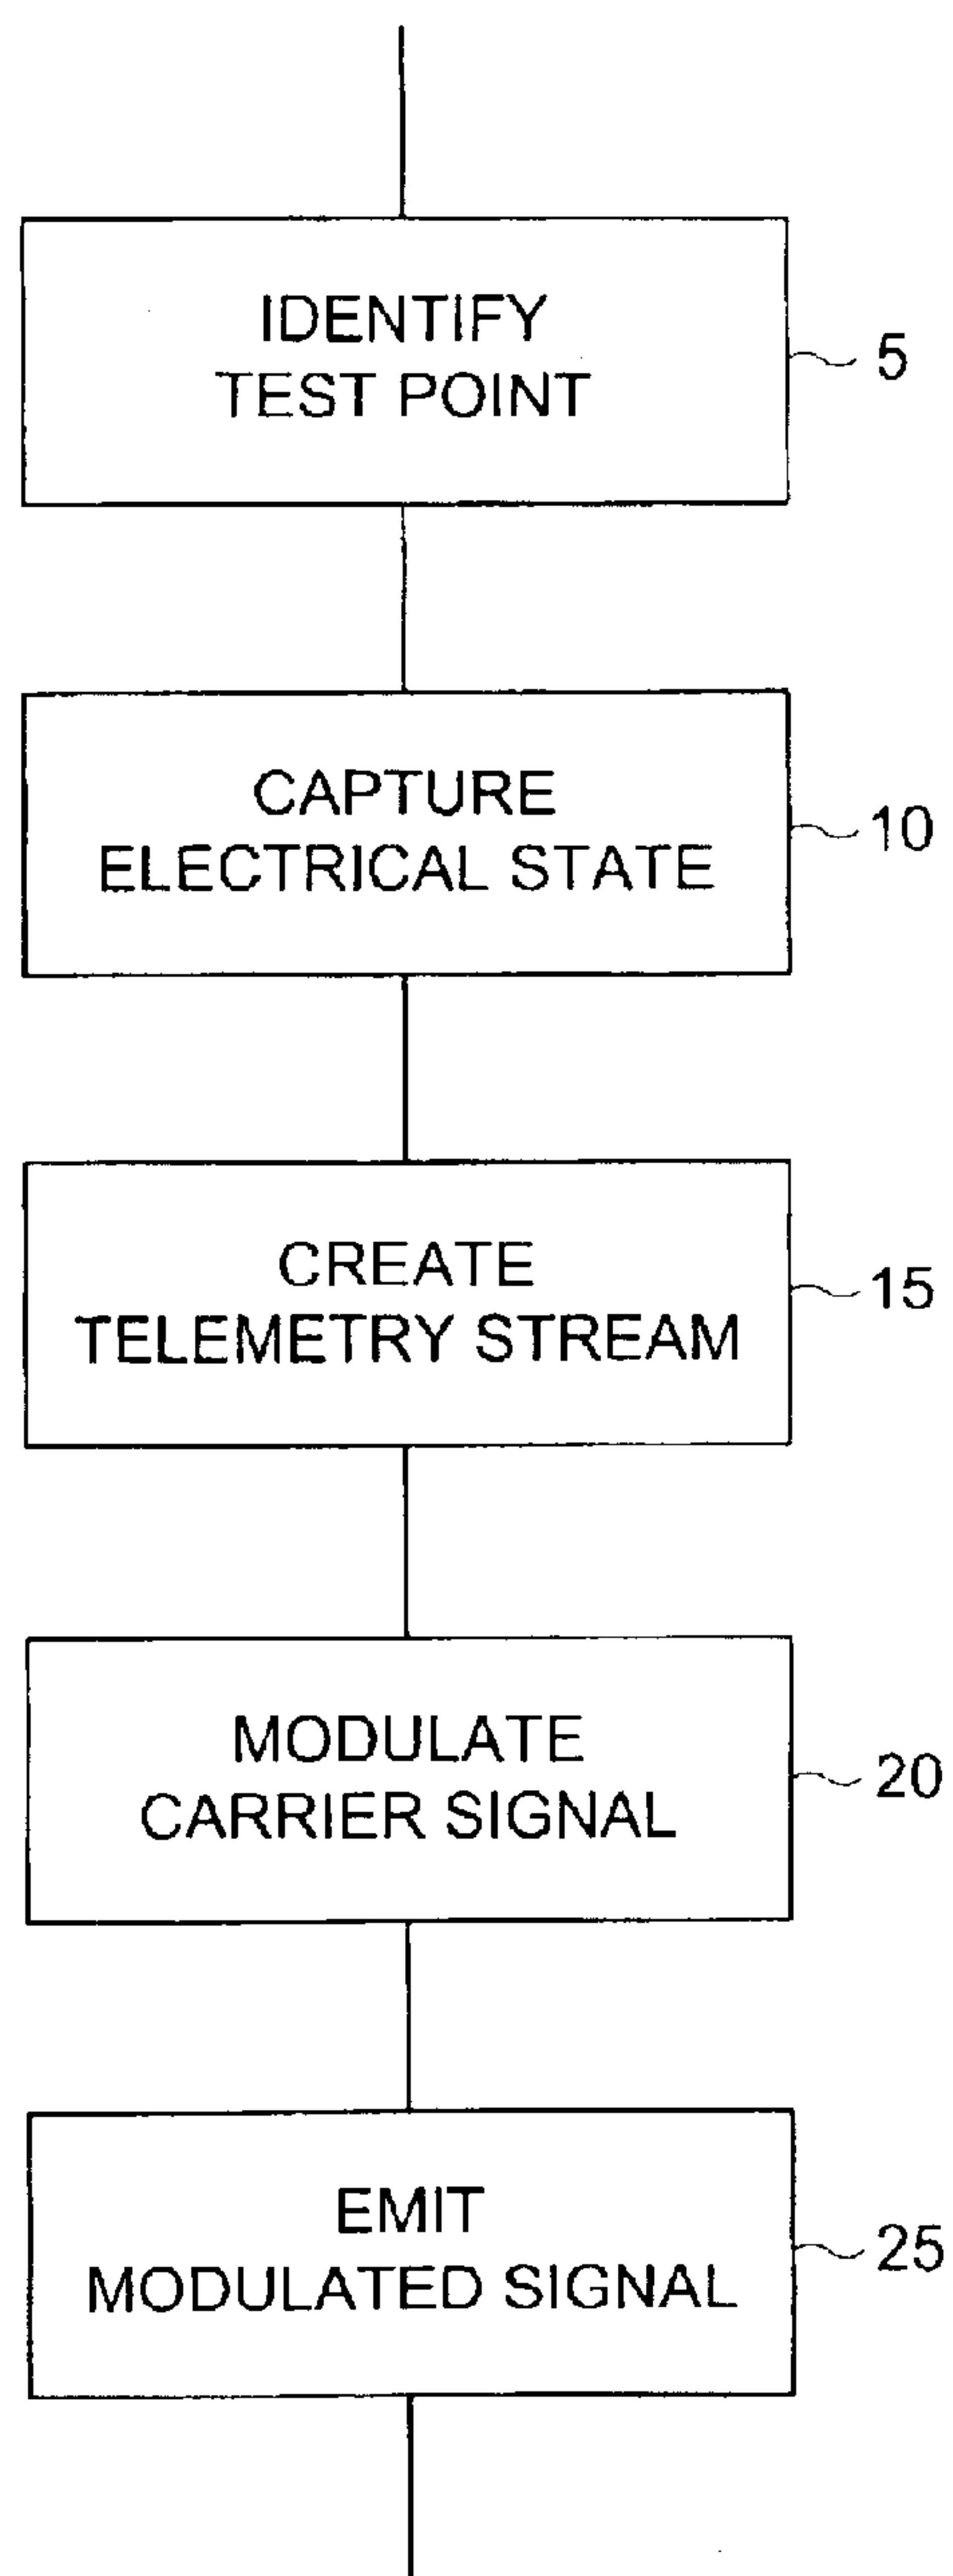 IDENTIFY
TEST POINT
5
CAPTURE
ELECTRICAL STATE
10
CREATE
TELEMETRY STREAM
15
MODULATE
CARRIER SIGNAL
20
EMIT
MODULATED SIGNAL
25